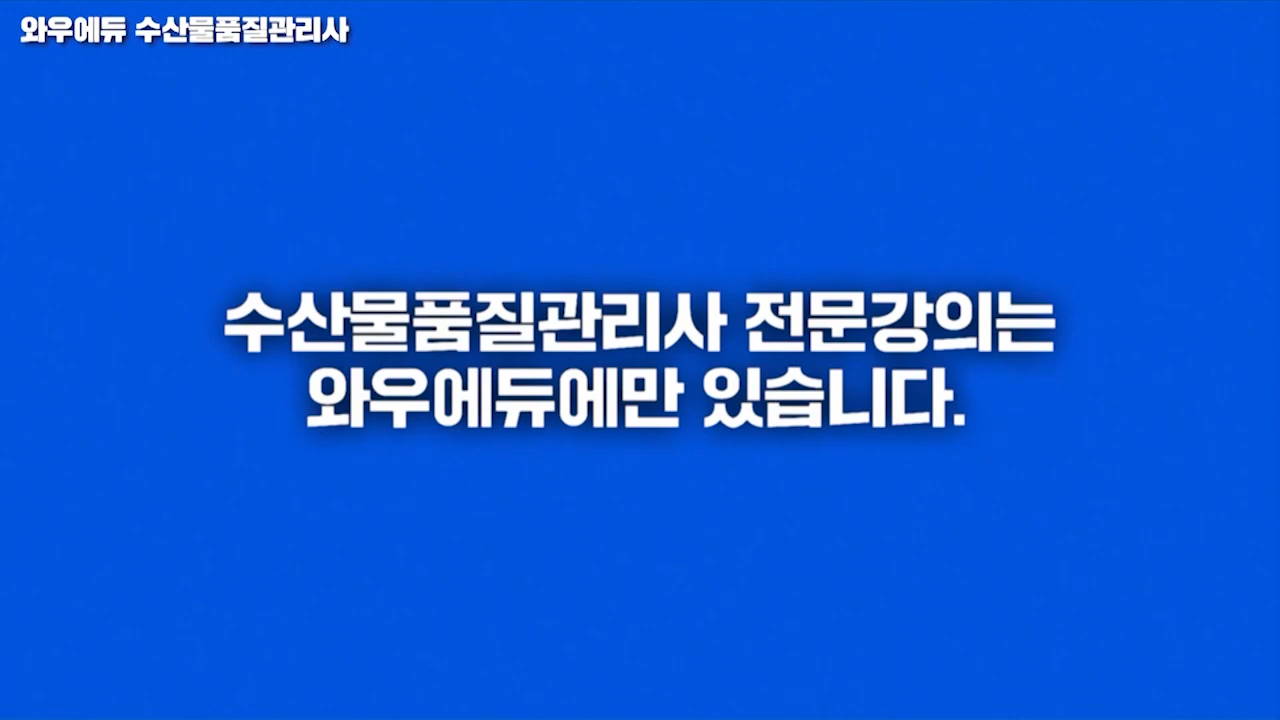 와우에듀 수산물품질관리사
수산물품질관리사 전문강의는
와우에듀에만 있습니다.